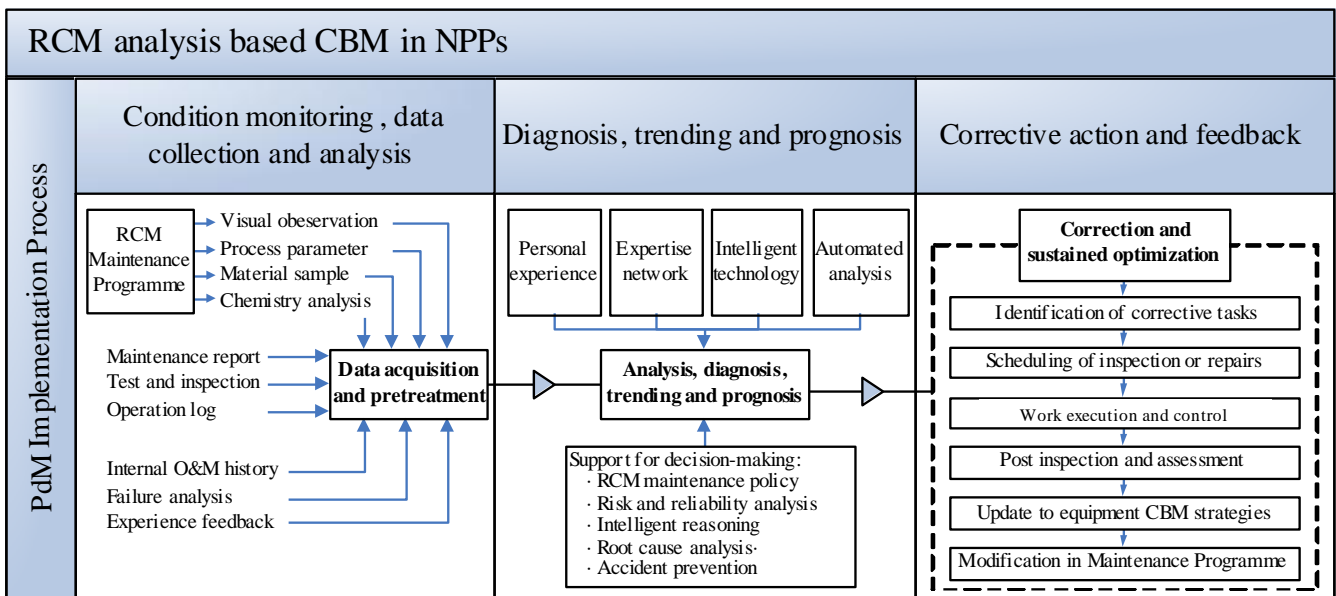 RCM analysis based CBM in NPPs
PdM Implementation Process
Condition monitoring , data
collection and analysis
Diagnosis, trending and prognosis
Corrective action and feedback
RCM
Maintenance
Programme
Visual obeservation
Process parameter
Material sample
Chemistry analysis
Maintenance report
Test and inspection
Operation log
Data acquisition
and pretreatment
Internal O&M history
Failure analysis
Experience feedback
Personal
experience
Expertise
network
Intelligent
technology
Automated
analysis
Analysis, diagnosis,
trending and prognosis
Support for decision-making:
· RCM maintenance policy
· Risk and reliability analysis
· Intelligent reasoning
· Root cause analysis·
· Accident prevention
Correction and
sustained optimization
Identification of corrective tasks
Scheduling of inspection or repairs
Work execution and control
Post inspection and assessment
Update to equipment CBM strategies
Modification in Maintenance Programme